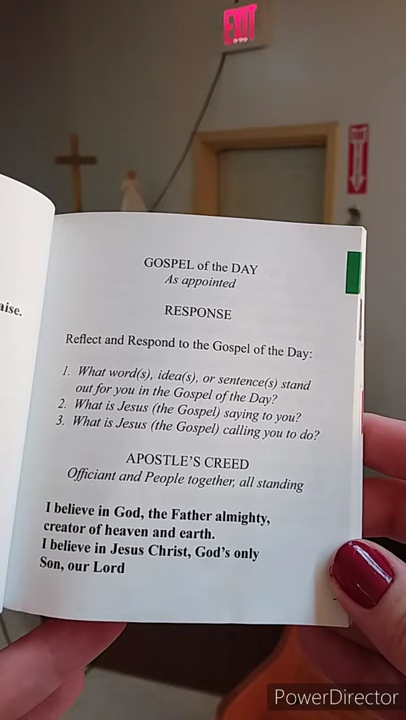 EXIT
aise.
GOSPEL of the DAY
As appointed
RESPONSE
Reflect and Respond to the Gospel of the Day:
1. What word(s), idea(s), or sentence(s) stand
out for you in the Gospel of the Day?
2. What is Jesus (the Gospel) saying to you?
3. What is Jesus (the Gospel) calling you to do?
APOSTLE'S CREED
Officiant and People together, all standing
I believe in God, the Father almighty,
creator of heaven and earth.
I believe in Jesus Christ, God's only
Son, our Lord
PowerDirector